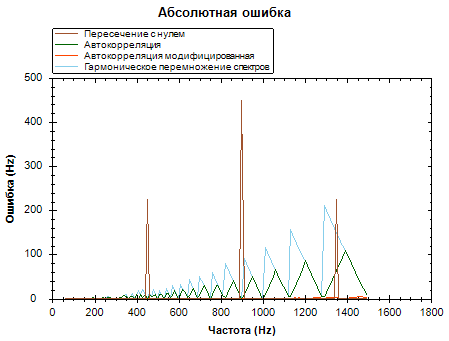 Абсолютная ошибка
Пересечение с нулем
Автокорреляция
Автокорреляция модифицированная
Гармоническое перемножение спектров
500
400
300
200
100
0
Ошибка (Hz)
0 200 400 600 800 1000 1200 1400 1600 1800
Частота (Hz)